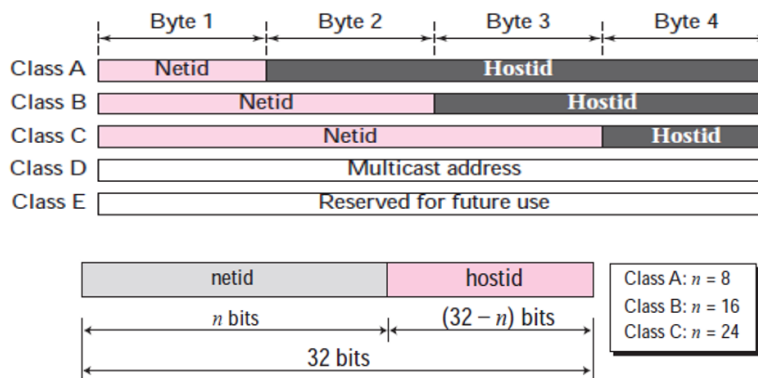 Byte 1 Byte 2 Byte 3 Byte 4
Class A Netid Hostid
Class B Netid Hostid
Class C Netid Hostid
Class D Multicast address
Class E Reserved for future use
netid hostid
n bits (32 – n) bits
32 bits
Class A: n = 8
Class B: n = 16
Class C: n = 24